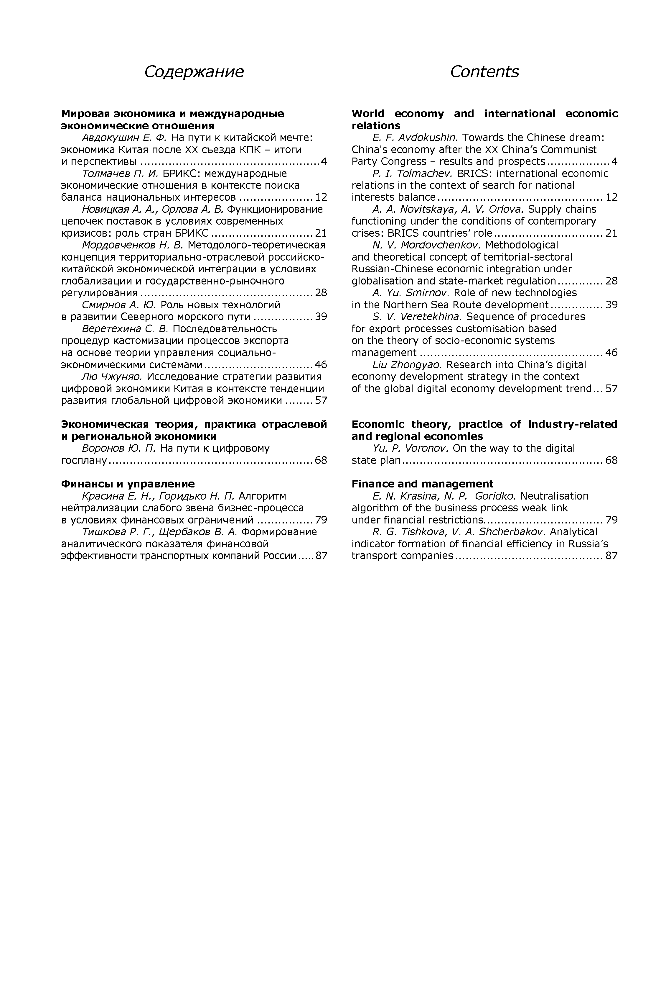 Содержание
Мировая экономика и международные
экономические отношения
Авдокушин Е. Ф. На пути к китайской мечте:
экономика Китая после XX съезда КПК – итоги
и перспективы ...................................................4
Толмачев П. И. БРИКС: международные
экономические отношения в контексте поиска
баланса национальных интересов ..................... 12
Новицкая А. А., Орлова А. В. Функционирование
цепочек поставок в условиях современных
кризисов: роль стран БРИКС ............................. 21
Мордовченков Н. В. Методолого-теоретическая
концепция территориально-отраслевой российско-
китайской экономической интеграции в условиях
глобализации и государственно-рыночного
регулирования ................................................. 28
Смирнов А. Ю. Роль новых технологий
в развитии Северного морского пути ................. 39
Веретехина С. В. Последовательность
процедур кастомизации процессов экспорта
на основе теории управления социально-
экономическими системами............................... 46
Лю Чжуняо. Исследование стратегии развития
цифровой экономики Китая в контексте тенденции
развития глобальной цифровой экономики ........ 57
Экономическая теория, практика отраслевой
и региональной экономики
Воронов Ю. П. На пути к цифровому
госплану.......................................................... 68
Финансы и управление
Красина Е. Н., Горидько Н. П. Алгоритм
нейтрализации слабого звена бизнес-процесса
в условиях финансовых ограничений ................ 79
Тишкова Р. Г., Щербаков В. А. Формирование
аналитического показателя финансовой
эффективности транспортных компаний России.....87
Contents
World economy and international economic
relations
E. F. Avdokushin. Towards the Chinese dream:
China's economy after the XX China’s Communist
Party Congress – results and prospects..................4
P. I. Tolmachev. BRICS: international economic
relations in the context of search for national
interests balance............................................... 12
A. A. Novitskaya, A. V. Orlova. Supply chains
functioning under the conditions of contemporary
crises: BRICS countries’ role............................... 21
N. V. Mordovchenkov. Methodological
and theoretical concept of territorial-sectoral
Russian-Chinese economic integration under
globalisation and state-market regulation............. 28
A. Yu. Smirnov. Role of new technologies
in the Northern Sea Route development............... 39
S. V. Veretekhina. Sequence of procedures
for export processes customisation based
on the theory of socio-economic systems
management .................................................... 46
Liu Zhongyao. Research into China’s digital
economy development strategy in the context
of the global digital economy development trend... 57
Economic theory, practice of industry-related
and regional economies
Yu. P. Voronov. On the way to the digital
state plan......................................................... 68
Finance and management
E. N. Krasina, N. P. Goridko. Neutralisation
algorithm of the business process weak link
under financial restrictions.................................. 79
R. G. Tishkova, V. A. Shcherbakov. Analytical
indicator formation of financial efficiency in Russia’s
transport companies.......................................... 87